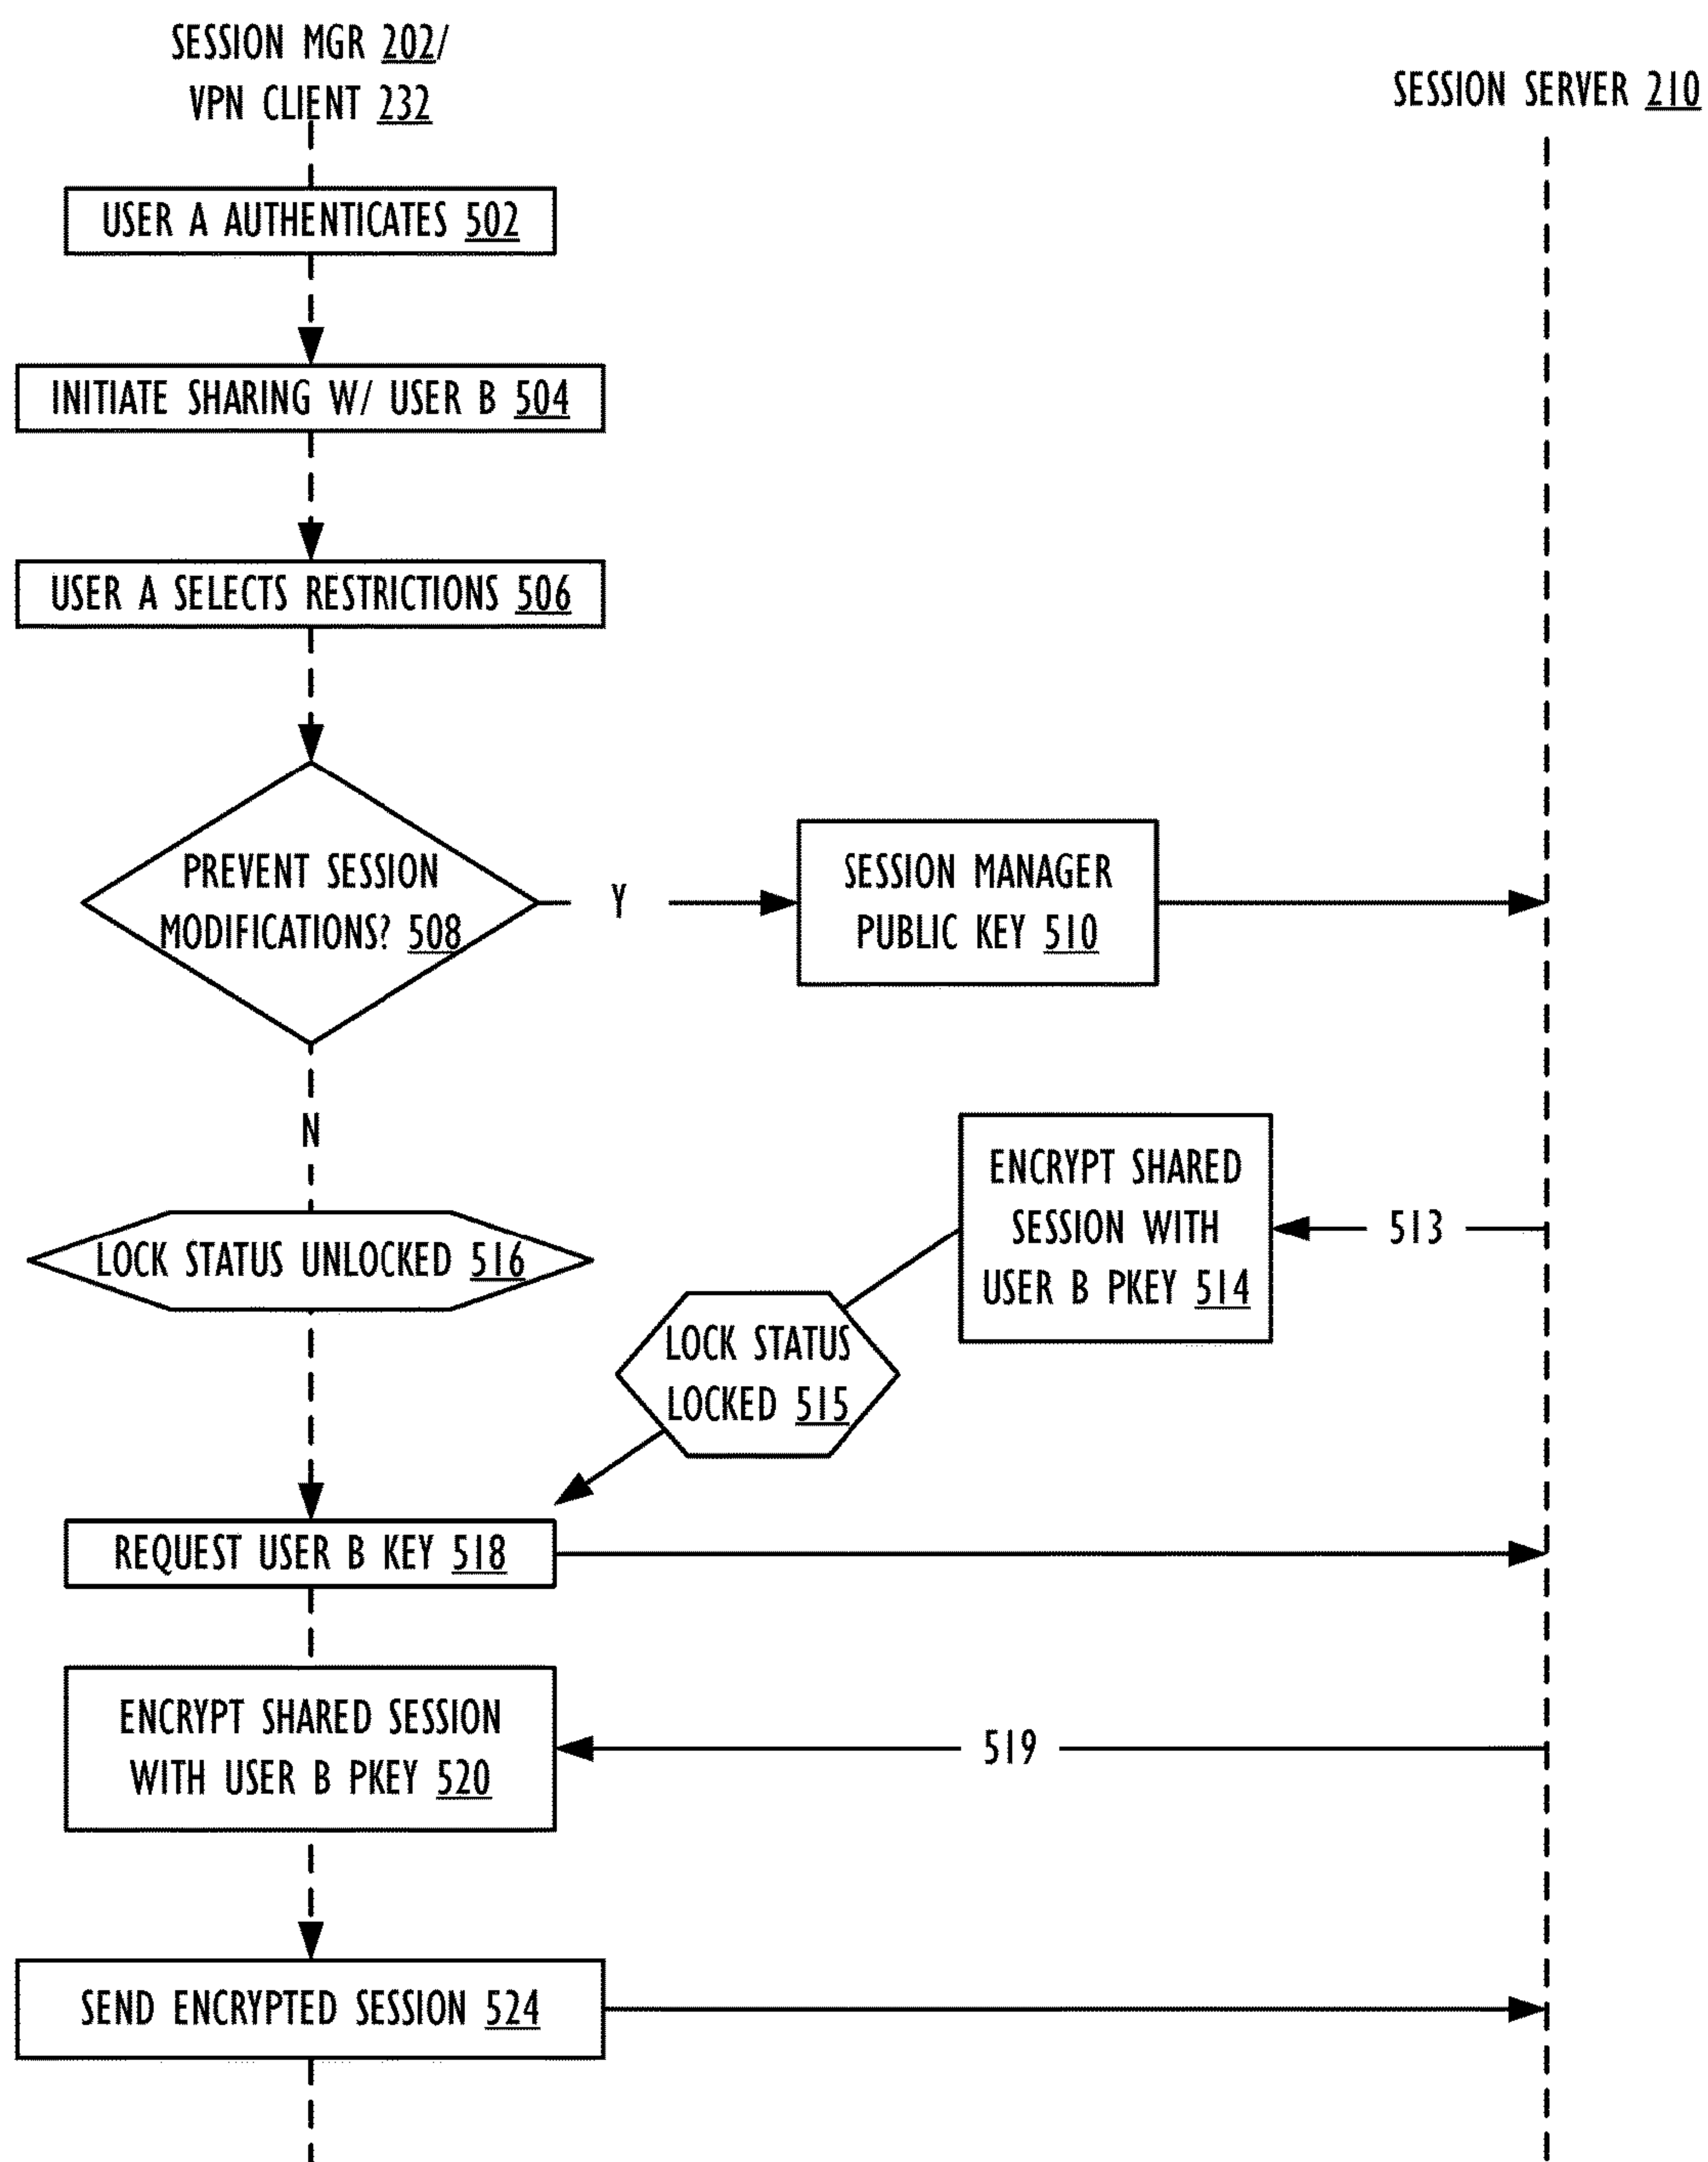 SESSION MGR 202/
VPN CLIENT 232
SESSION SERVER 210
USER A AUTHENTICATES 502
INITIATE SHARING W/ USER B 504
USER A SELECTS RESTRICTIONS 506
PREVENT SESSION
MODIFICATIONS? 508
Y
SESSION MANAGER
PUBLIC KEY 510
N
ENCRYPT SHARED
SESSION WITH
USER B PKEY 514
513
LOCK STATUS UNLOCKED 516
LOCK STATUS
LOCKED 515
REQUEST USER B KEY 518
ENCRYPT SHARED SESSION
WITH USER B PKEY 520
519
SEND ENCRYPTED SESSION 524